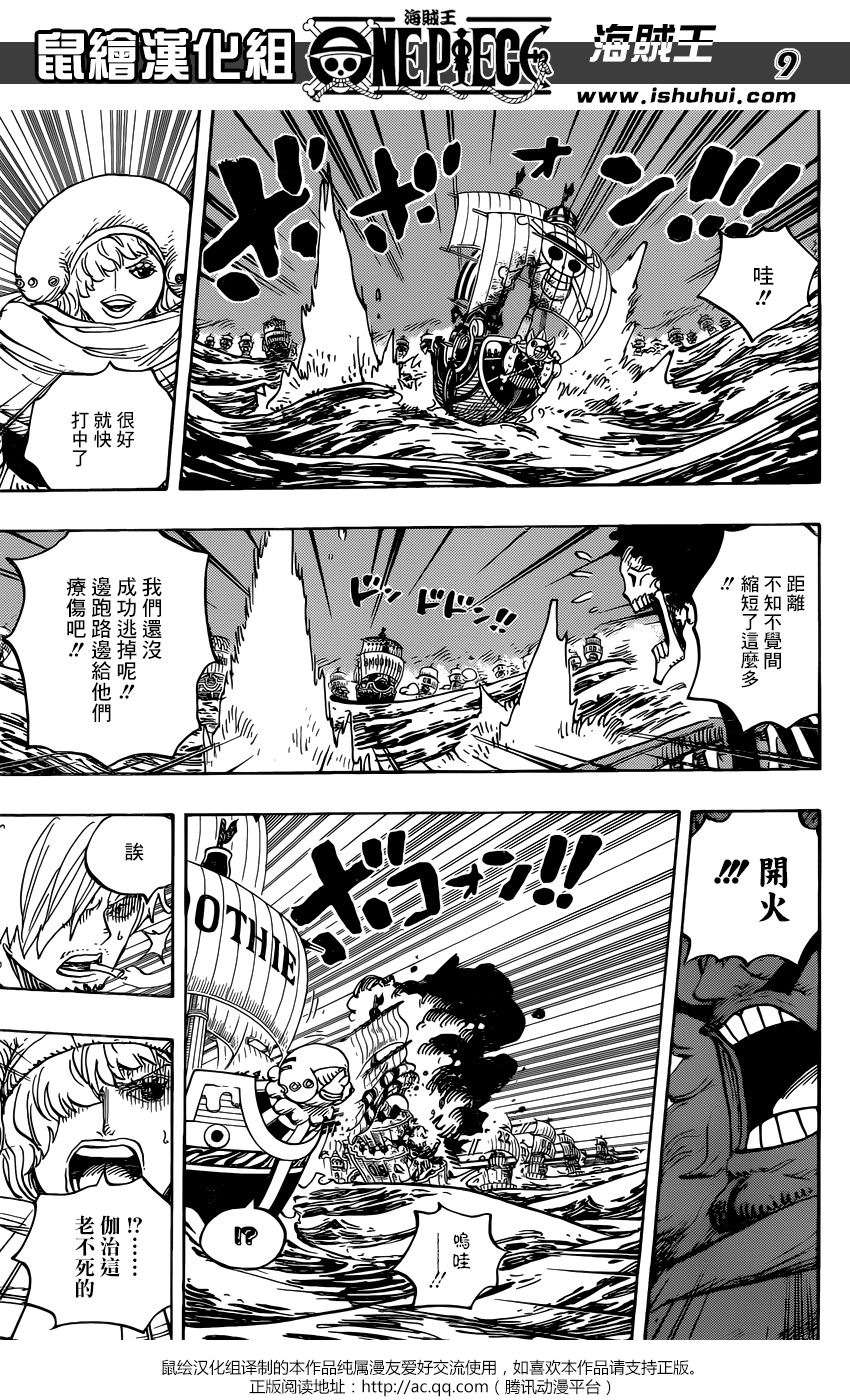 鼠繪漢化組
海賊王
ONE PIECE
海賊王
9
www.ishuhui.com
ドオォン!!!
哇!!
很好
就快
打中了
距離
不知不覺間
縮短了這麼多
!!
ドッドドドン!!
我們還沒
成功逃掉呢!!
邊跑路邊給他們
療傷吧!!
開火
!!!
ボコォン!!
OOTHIE
嗚哇
……!!
!?
誒
!?……
伽治這
老不死的
鼠绘汉化组译制的本作品纯属漫友爱好交流使用，如喜欢本作品请支持正版。
正版阅读地址：http://ac.qq.com（腾讯动漫平台）